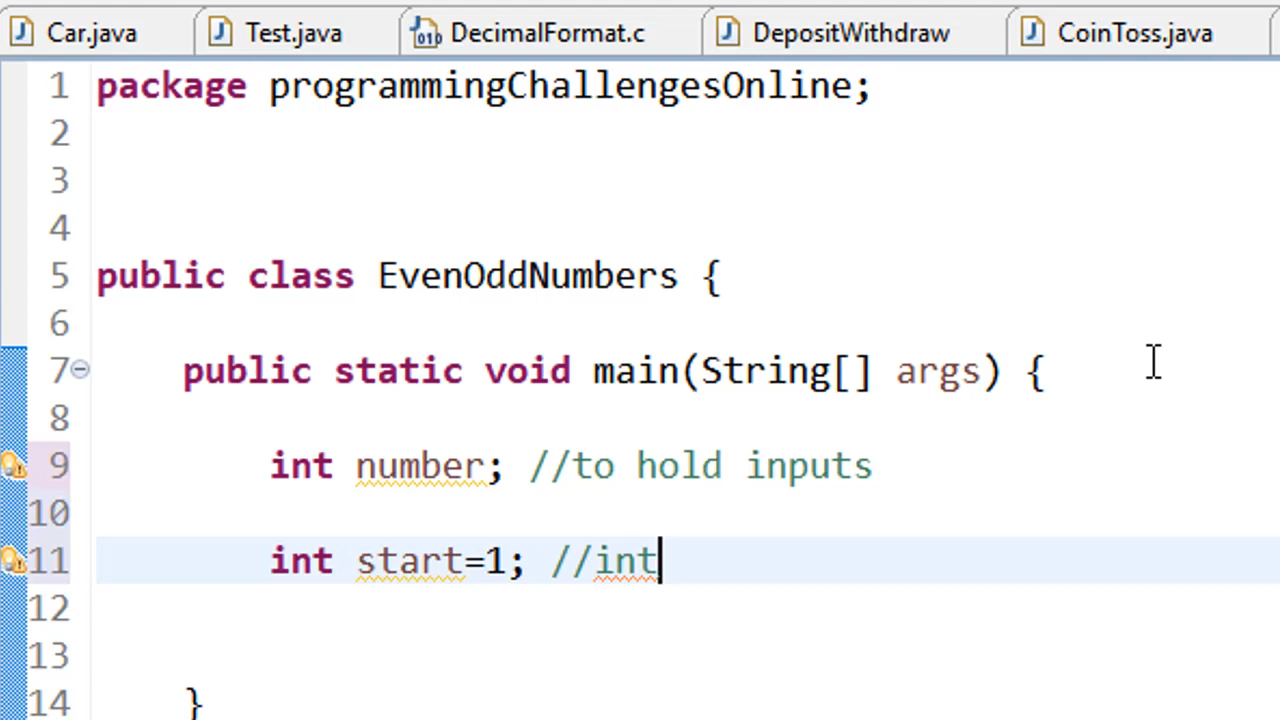 Car.java Test.java DecimalFormat.c DepositWithdraw CoinToss.java
1 package programmingChallengesOnline;
2
3
4
5 public class EvenOddNumbers {
6
7 public static void main(String[] args) {
8
9 int number; //to hold inputs
10
11 int start=1; //int
12
13
14 }